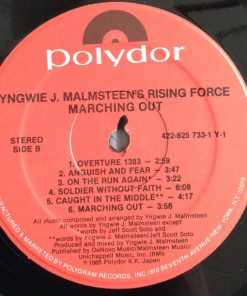 polydor
YNGWIE J. MALMSTEEN'S RISING FORCE
MARCHING OUT
STEREO
SIDE B
422-825 733-1 Y-1
1. OVERTURE 1383 – 2:59
2. ANGUISH AND FEAR – 3:47
3. ON THE RUN AGAIN* – 3:22
4. SOLDIER WITHOUT FAITH – 6:08
5. CAUGHT IN THE MIDDLE** – 4:17
6. MARCHING OUT – 3:58
All music composed and arranged by Yngwie J. Malmsteen
All words by Yngwie J. Malmsteen except
*words by Jeff Scott Soto and
**words by Yngwie J. Malmsteen/Jeff Scott Soto
Produced and mixed by Yngwie J. Malmsteen
Published by DeNovo Music/Malmsteen Music/
Unichappell Music, Inc (BMI)
℗1985 Polydor K.K. Japan
MANUFACTURED & MARKETED BY POLYGRAM RECORDS, INC 810 SEVENTH AVENUE, NEW YORK, N.Y. 10019